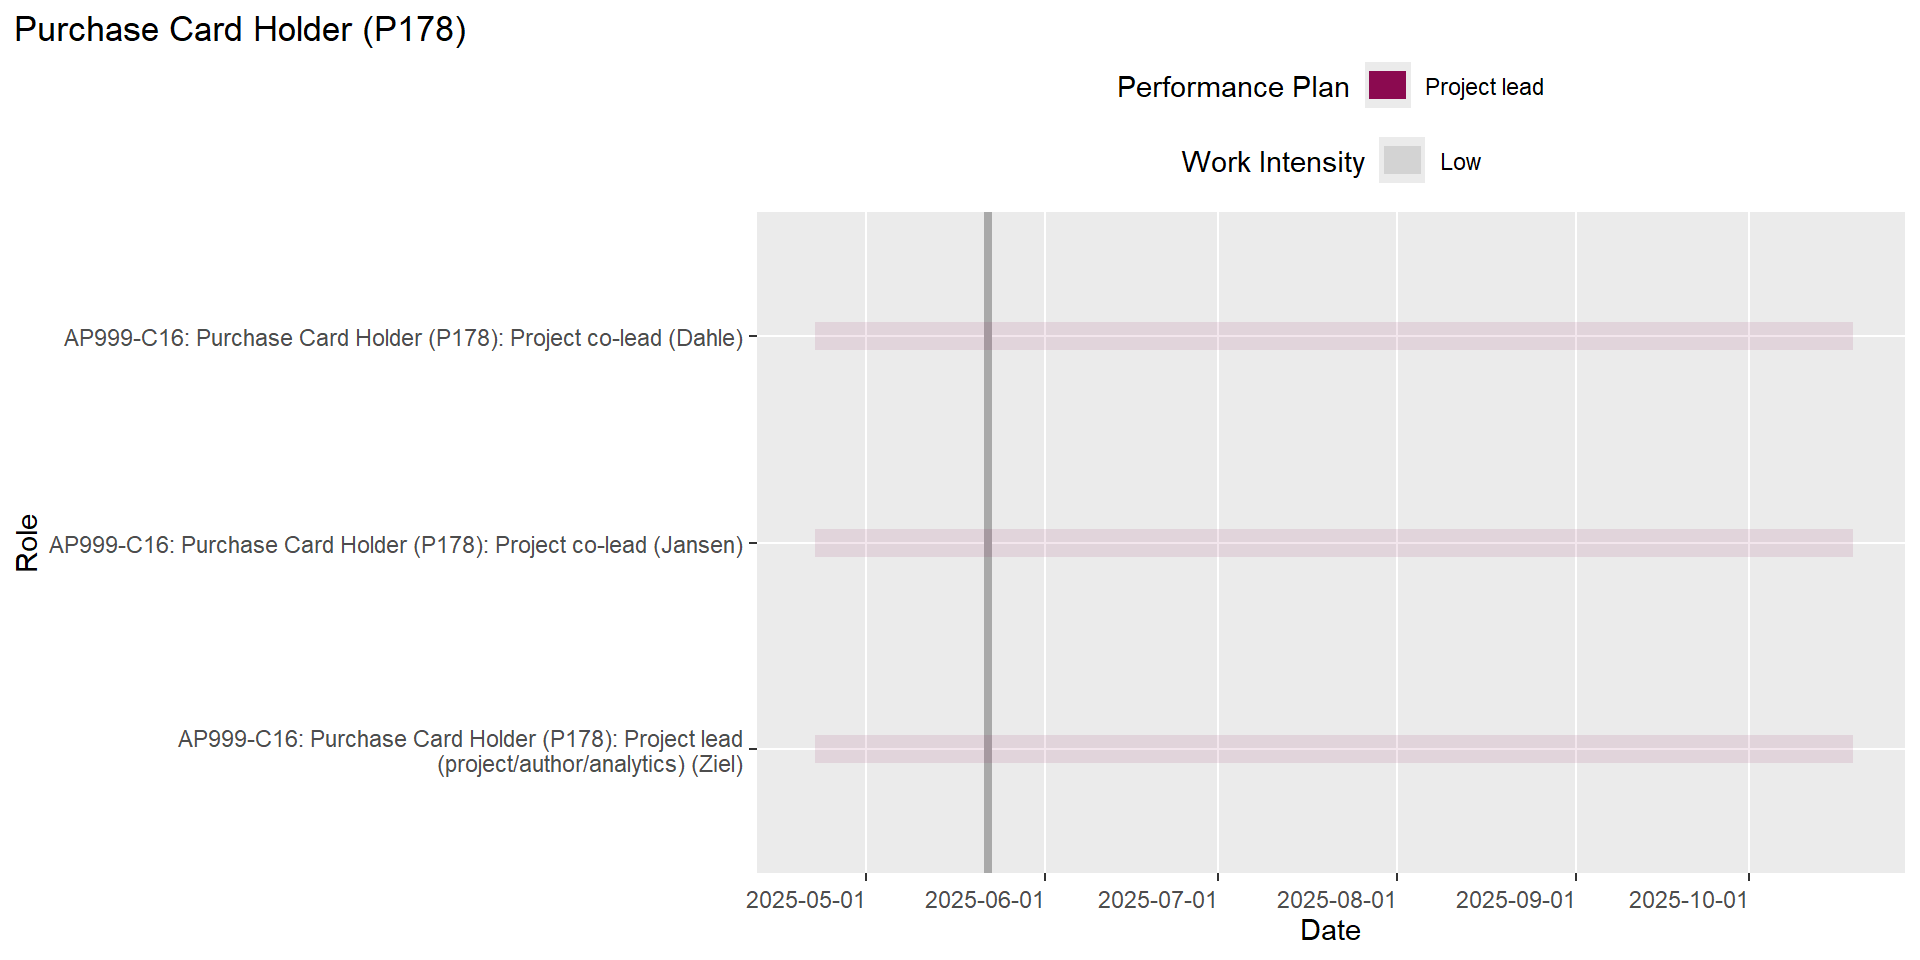 Purchase Card Holder (P178)
Performance Plan
Project lead
Work Intensity
Low
Role
AP999-C16: Purchase Card Holder (P178): Project co-lead (Dahle)
AP999-C16: Purchase Card Holder (P178): Project co-lead (Jansen)
AP999-C16: Purchase Card Holder (P178): Project lead
(project/author/analytics) (Ziel)
2025-05-01
2025-06-01
2025-07-01
2025-08-01
2025-09-01
2025-10-01
Date